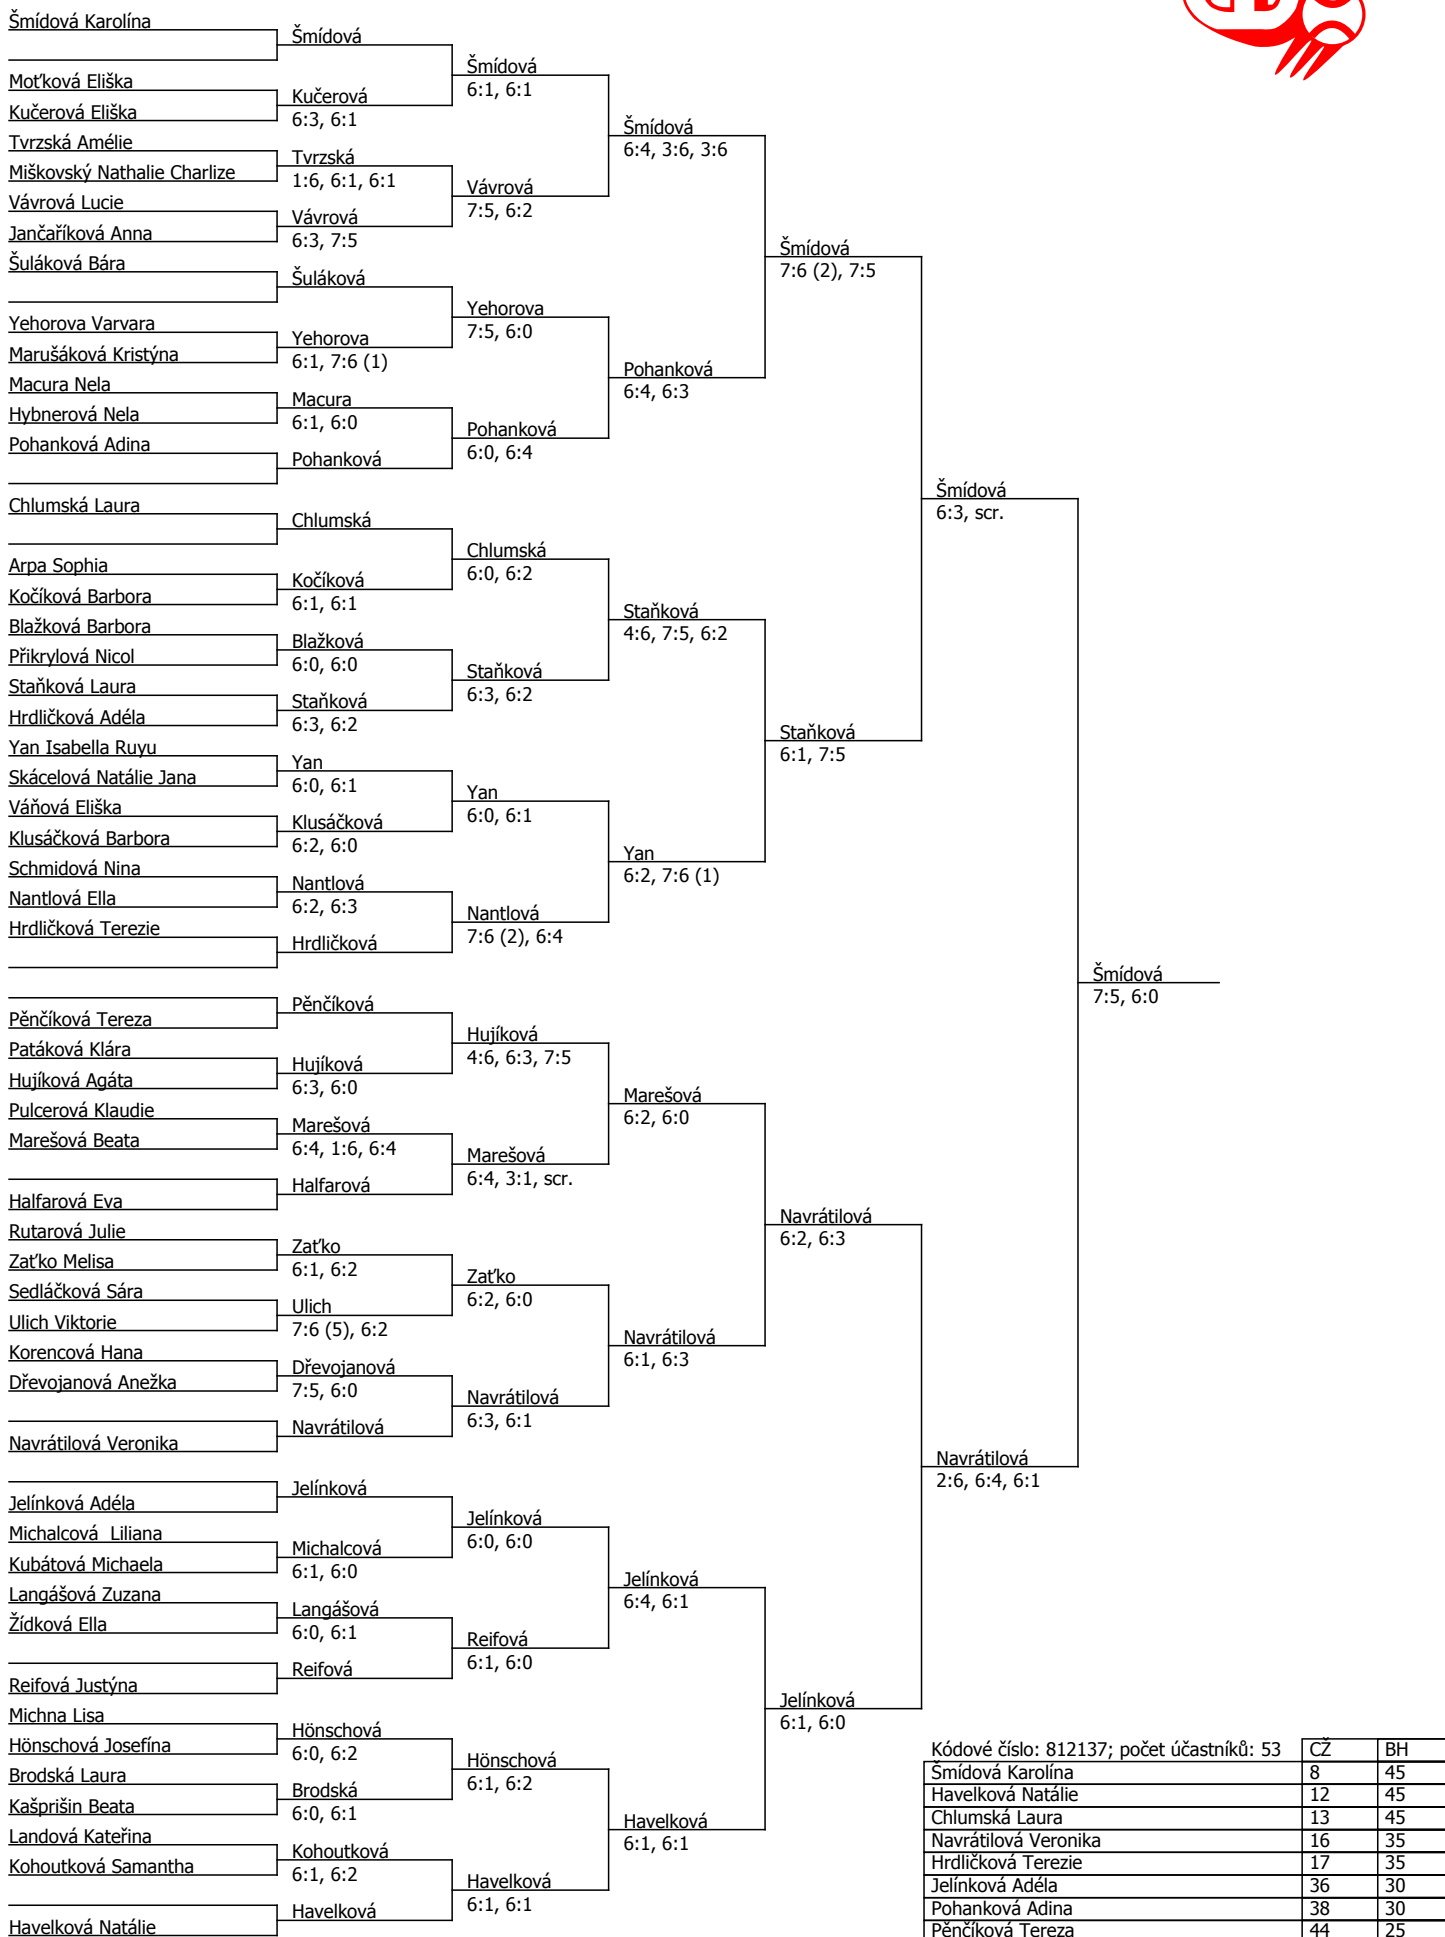 Šmídová Karolína
Moťková Eliška
Kučerová Eliška
Tvrzská Amélie
Miškovský Nathalie Charlize
Vávrová Lucie
Jančaříková Anna
Šuláková Bára
Yehorova Varvara
Marušáková Kristýna
Macura Nela
Hybnerová Nela
Pohanková Adina
Chlumská Laura
Arpa Sophia
Kočíková Barbora
Blažková Barbora
Přikrylová Nicol
Staňková Laura
Hrdličková Adéla
Yan Isabella Ruyu
Skácelová Natálie Jana
Váňová Eliška
Klusáčková Barbora
Schmidová Nina
Nantlová Ella
Hrdličková Terezie
Pěnčíková Tereza
Patáková Klára
Hujíková Agáta
Pulcerová Klaudie
Marešová Beata
Halfarová Eva
Rutarová Julie
Zaťko Melisa
Sedláčková Sára
Ulich Viktorie
Korencová Hana
Dřevojanová Anežka
Navrátilová Veronika
Jelínková Adéla
Michalcová  Liliana
Kubátová Michaela
Langášová Zuzana
Žídková Ella
Reifová Justýna
Michna Lisa
Hönschová Josefína
Brodská Laura
Kašprišin Beata
Landová Kateřina
Kohoutková Samantha
Havelková Natálie
Šmídová
Kučerová
6:3, 6:1
Tvrzská
1:6, 6:1, 6:1
Vávrová
6:3, 7:5
Šuláková
Yehorova
6:1, 7:6 (1)
Macura
6:1, 6:0
Pohanková
Chlumská
Kočíková
6:1, 6:1
Blažková
6:0, 6:0
Staňková
6:3, 6:2
Yan
6:0, 6:1
Klusáčková
6:2, 6:0
Nantlová
6:2, 6:3
Hrdličková
Pěnčíková
Hujíková
6:3, 6:0
Marešová
6:4, 1:6, 6:4
Halfarová
Zaťko
6:1, 6:2
Ulich
7:6 (5), 6:2
Dřevojanová
7:5, 6:0
Navrátilová
Jelínková
Michalcová
6:1, 6:0
Langášová
6:0, 6:1
Reifová
Hönschová
6:0, 6:2
Brodská
6:0, 6:1
Kohoutková
6:1, 6:2
Havelková
Šmídová
6:1, 6:1
Vávrová
7:5, 6:2
Yehorova
7:5, 6:0
Pohanková
6:0, 6:4
Chlumská
6:0, 6:2
Staňková
6:3, 6:2
Yan
6:0, 6:1
Nantlová
7:6 (2), 6:4
Hujíková
4:6, 6:3, 7:5
Marešová
6:4, 3:1, scr.
Zaťko
6:2, 6:0
Navrátilová
6:3, 6:1
Jelínková
6:0, 6:0
Reifová
6:1, 6:0
Hönschová
6:1, 6:2
Havelková
6:1, 6:1
Šmídová
6:4, 3:6, 3:6
Pohanková
6:4, 6:3
Staňková
4:6, 7:5, 6:2
Yan
6:2, 7:6 (1)
Marešová
6:2, 6:0
Navrátilová
6:1, 6:3
Jelínková
6:4, 6:1
Havelková
6:1, 6:1
Šmídová
7:6 (2), 7:5
Staňková
6:1, 7:5
Navrátilová
6:2, 6:3
Jelínková
6:1, 6:0
Šmídová
6:3, scr.
Navrátilová
2:6, 6:4, 6:1
Šmídová
7:5, 6:0
Kódové číslo: 812137; počet účastníků: 53 CŽ BH
Šmídová Karolína 8 45
Havelková Natálie 12 45
Chlumská Laura 13 45
Navrátilová Veronika 16 35
Hrdličková Terezie 17 35
Jelínková Adéla 36 30
Pohanková Adina 38 30
Pěnčíková Tereza 44 25